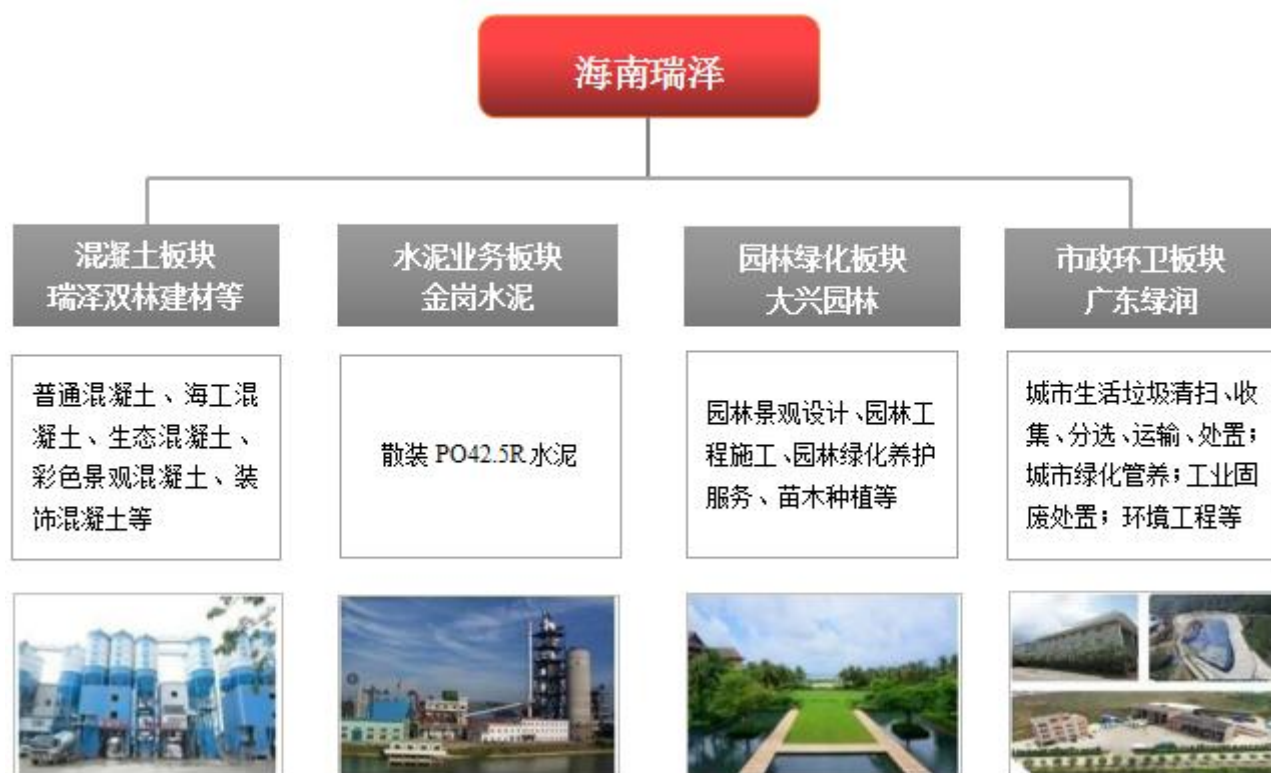 海南瑞泽
混凝土板块
瑞泽双林建材等
水泥业务板块
金岗水泥
园林绿化板块
大兴园林
市政环卫板块
广东绿润
普通混凝土、海工混
凝土、生态混凝土、
彩色景观混凝土、装
饰混凝土等
散装 PO42.5R 水泥
园林景观设计、园林工
程施工、园林绿化养护
服务、苗木种植等
城市生活垃圾清扫、收
集、分选、运输、处置；
城市绿化管养；工业固
废处置；环境工程等